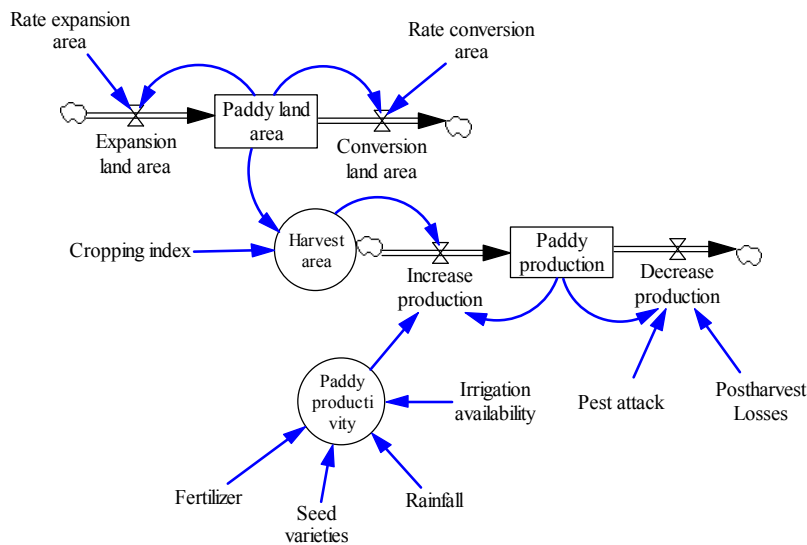 Rate expansion
area
Rate conversion
area
Paddy land
area
Expansion
land area
Conversion
land area
Cropping index
Harvest
area
Increase
production
Paddy
production
Decrease
production
Paddy
producti
vity
Irrigation
availability
Pest attack
Postharvest
Losses
Fertilizer
Seed
varieties
Rainfall